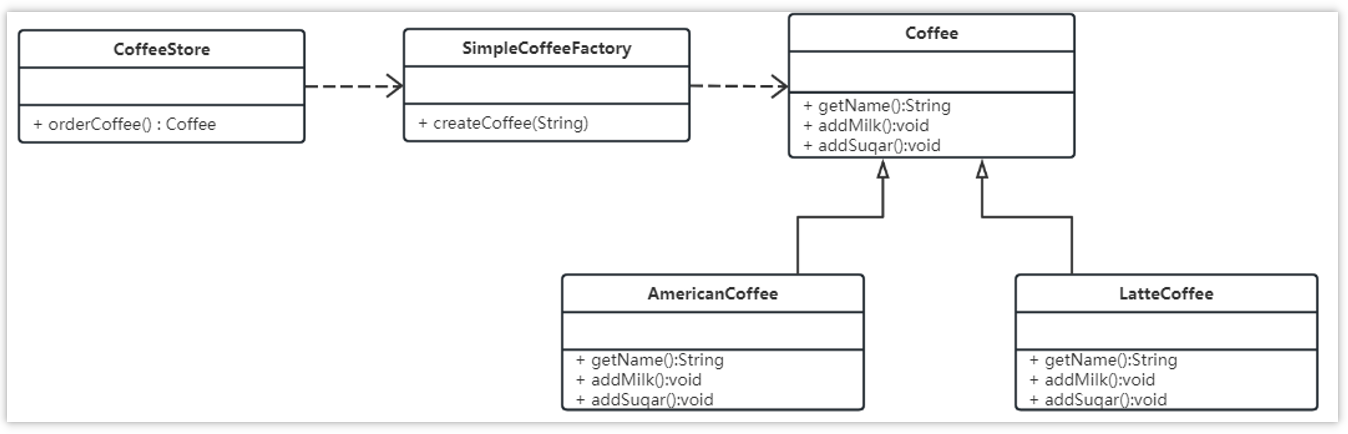 CoffeeStore
+ orderCoffee() : Coffee
SimpleCoffeeFactory
+ createCoffee(String)
Coffee
+ getName():String
+ addMilk():void
+ addSuqar():void
AmericanCoffee
+ getName():String
+ addMilk():void
+ addSuqar():void
LatteCoffee
+ getName():String
+ addMilk():void
+ addSuqar():void